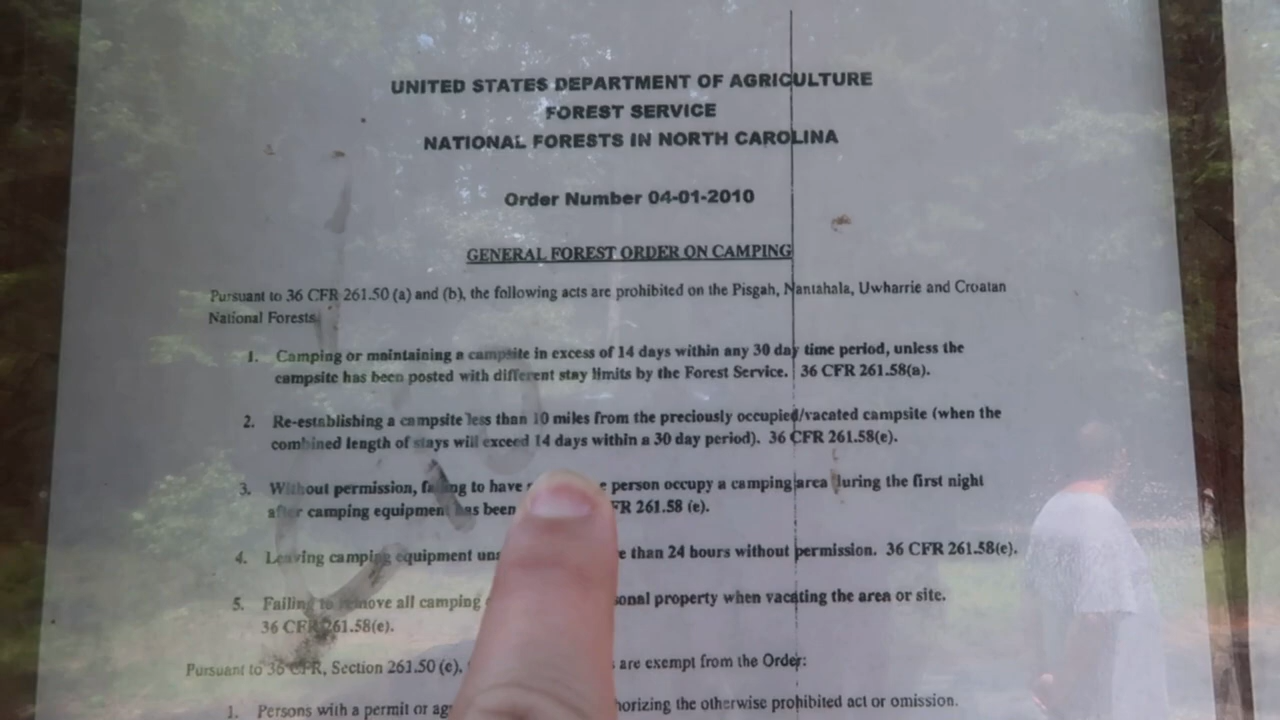 UNITED STATES DEPARTMENT OF AGRICULTURE
FOREST SERVICE
NATIONAL FORESTS IN NORTH CAROLINA
Order Number 04-01-2010
GENERAL FOREST ORDER ON CAMPING
Pursuant to 36 CFR 261.50 (a) and (b), the following acts are prohibited on the Pisgah, Nantahala, Uwharrie and Croatan
National Forests
1. Camping or maintaining a campsite in excess of 14 days within any 30 day time period, unless the
campsite has been posted with different stay limits by the Forest Service. 36 CFR 261.58(a).
2. Re-establishing a campsite less than 10 miles from the preciously occupied/vacated campsite (when the
combined length of stays will exceed 14 days within a 30 day period). 36 CFR 261.58(e).
3. Without permission, failing to have person occupy a camping area during the first night
after camping equipment has been 261.58 (e).
4. Leaving camping equipment than 24 hours without permission. 36 CFR 261.58(e).
5. Failing to remove all camping property when vacating the area or site.
36 CFR 261.58(e).
Pursuant to 36 CFR, Section 261.50 (e), are exempt from the Order:
1. Persons with a permit or the otherwise prohibited act or omission.